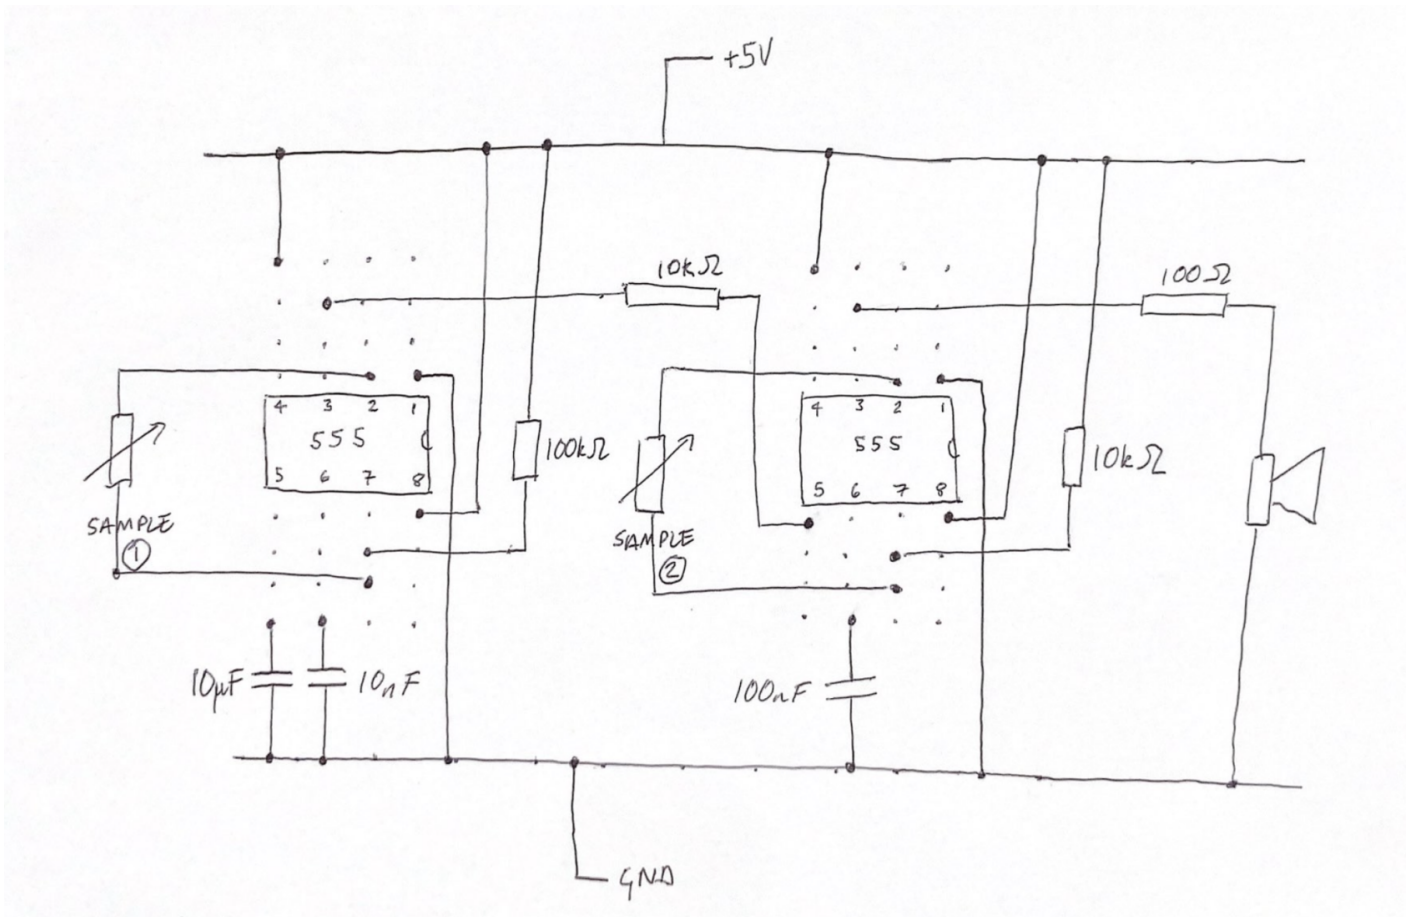 +5V
10kΩ
100Ω
4 3 2 1
555
5 6 7 8
100kΩ
4 3 2 1
555
5 6 7 8
10kΩ
SAMPLE
①
SAMPLE
②
10µF
10nF
100nF
GND